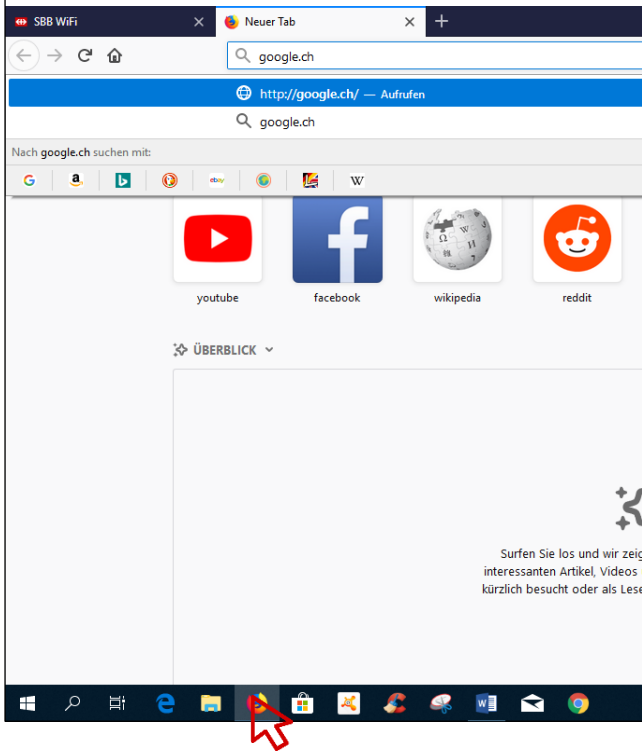 SBB WiFi
Neuer Tab
google.ch
http://google.ch/ — Aufrufen
google.ch
Nach google.ch suchen mit:
youtube
facebook
wikipedia
reddit
ÜBERBLICK
Surfen Sie los und wir zeig
interessanten Artikel, Videos
kürzlich besucht oder als Lese